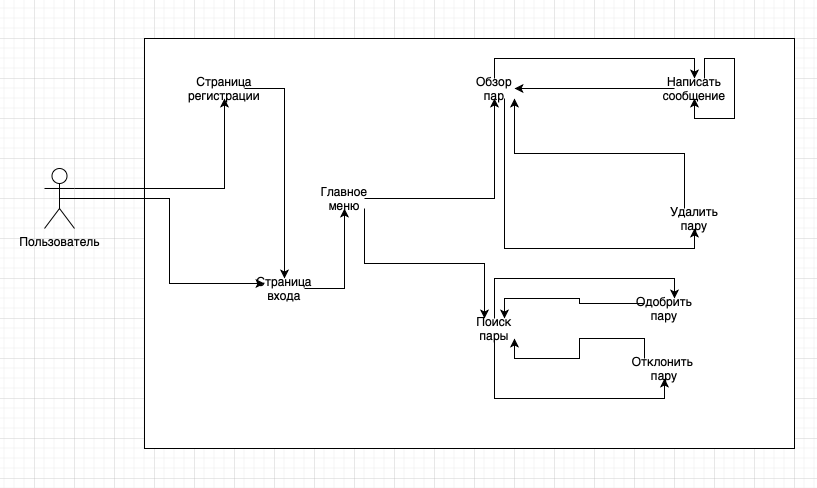 Страница
регистрации
Обзор
пар
Написать
сообщение
Пользователь
Главное
меню
Удалить
пару
Страница
входа
Поиск
пары
Одобрить
пару
Отклонить
пару